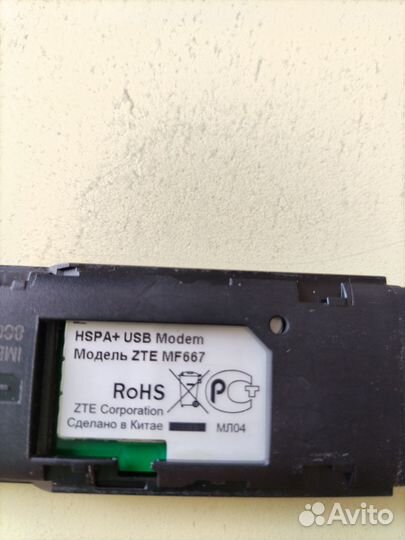 HSPA+ USB Modem
Модель ZTE MF667
RoHS
ZTE Corporation
Сделано в Китае
МЛ04
Avito